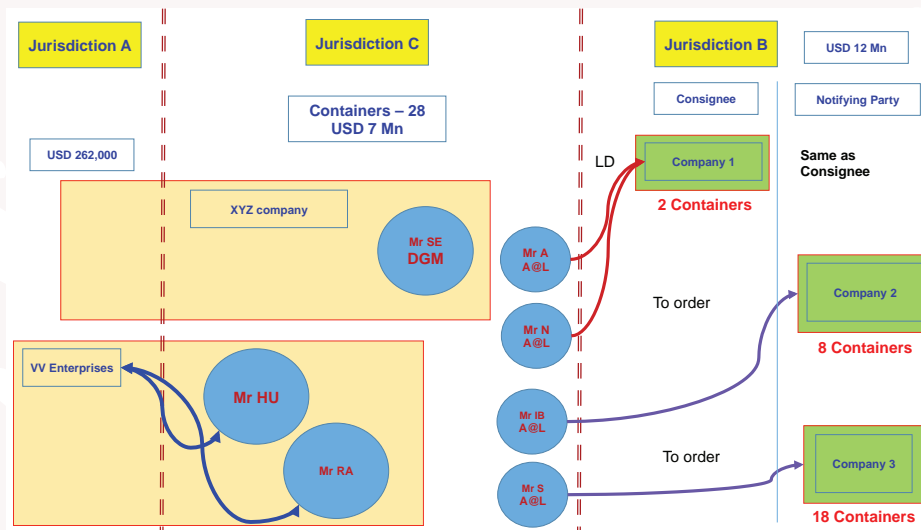 Jurisdiction A
Jurisdiction C
Jurisdiction B
USD 12 Mn
Containers – 28
USD 7 Mn
Consignee
Notifying Party
USD 262,000
LD
Company 1
Same as
Consignee
2 Containers
XYZ company
Mr SE
DGM
Mr A
A@L
To order
Company 2
Mr N
A@L
8 Containers
VV Enterprises
Mr HU
Mr IB
A@L
To order
Mr RA
Company 3
Mr S
A@L
18 Containers